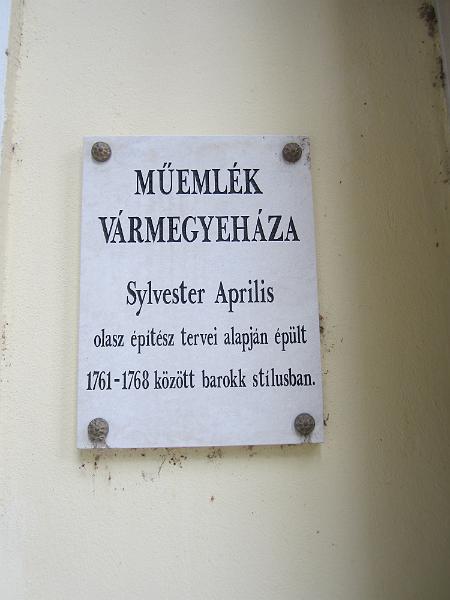 MŰEMLÉK
VÁRMEGYEHÁZA
Sylvester Aprilis
olasz építész tervei alapján épült
1761-1768 között barokk stílusban.